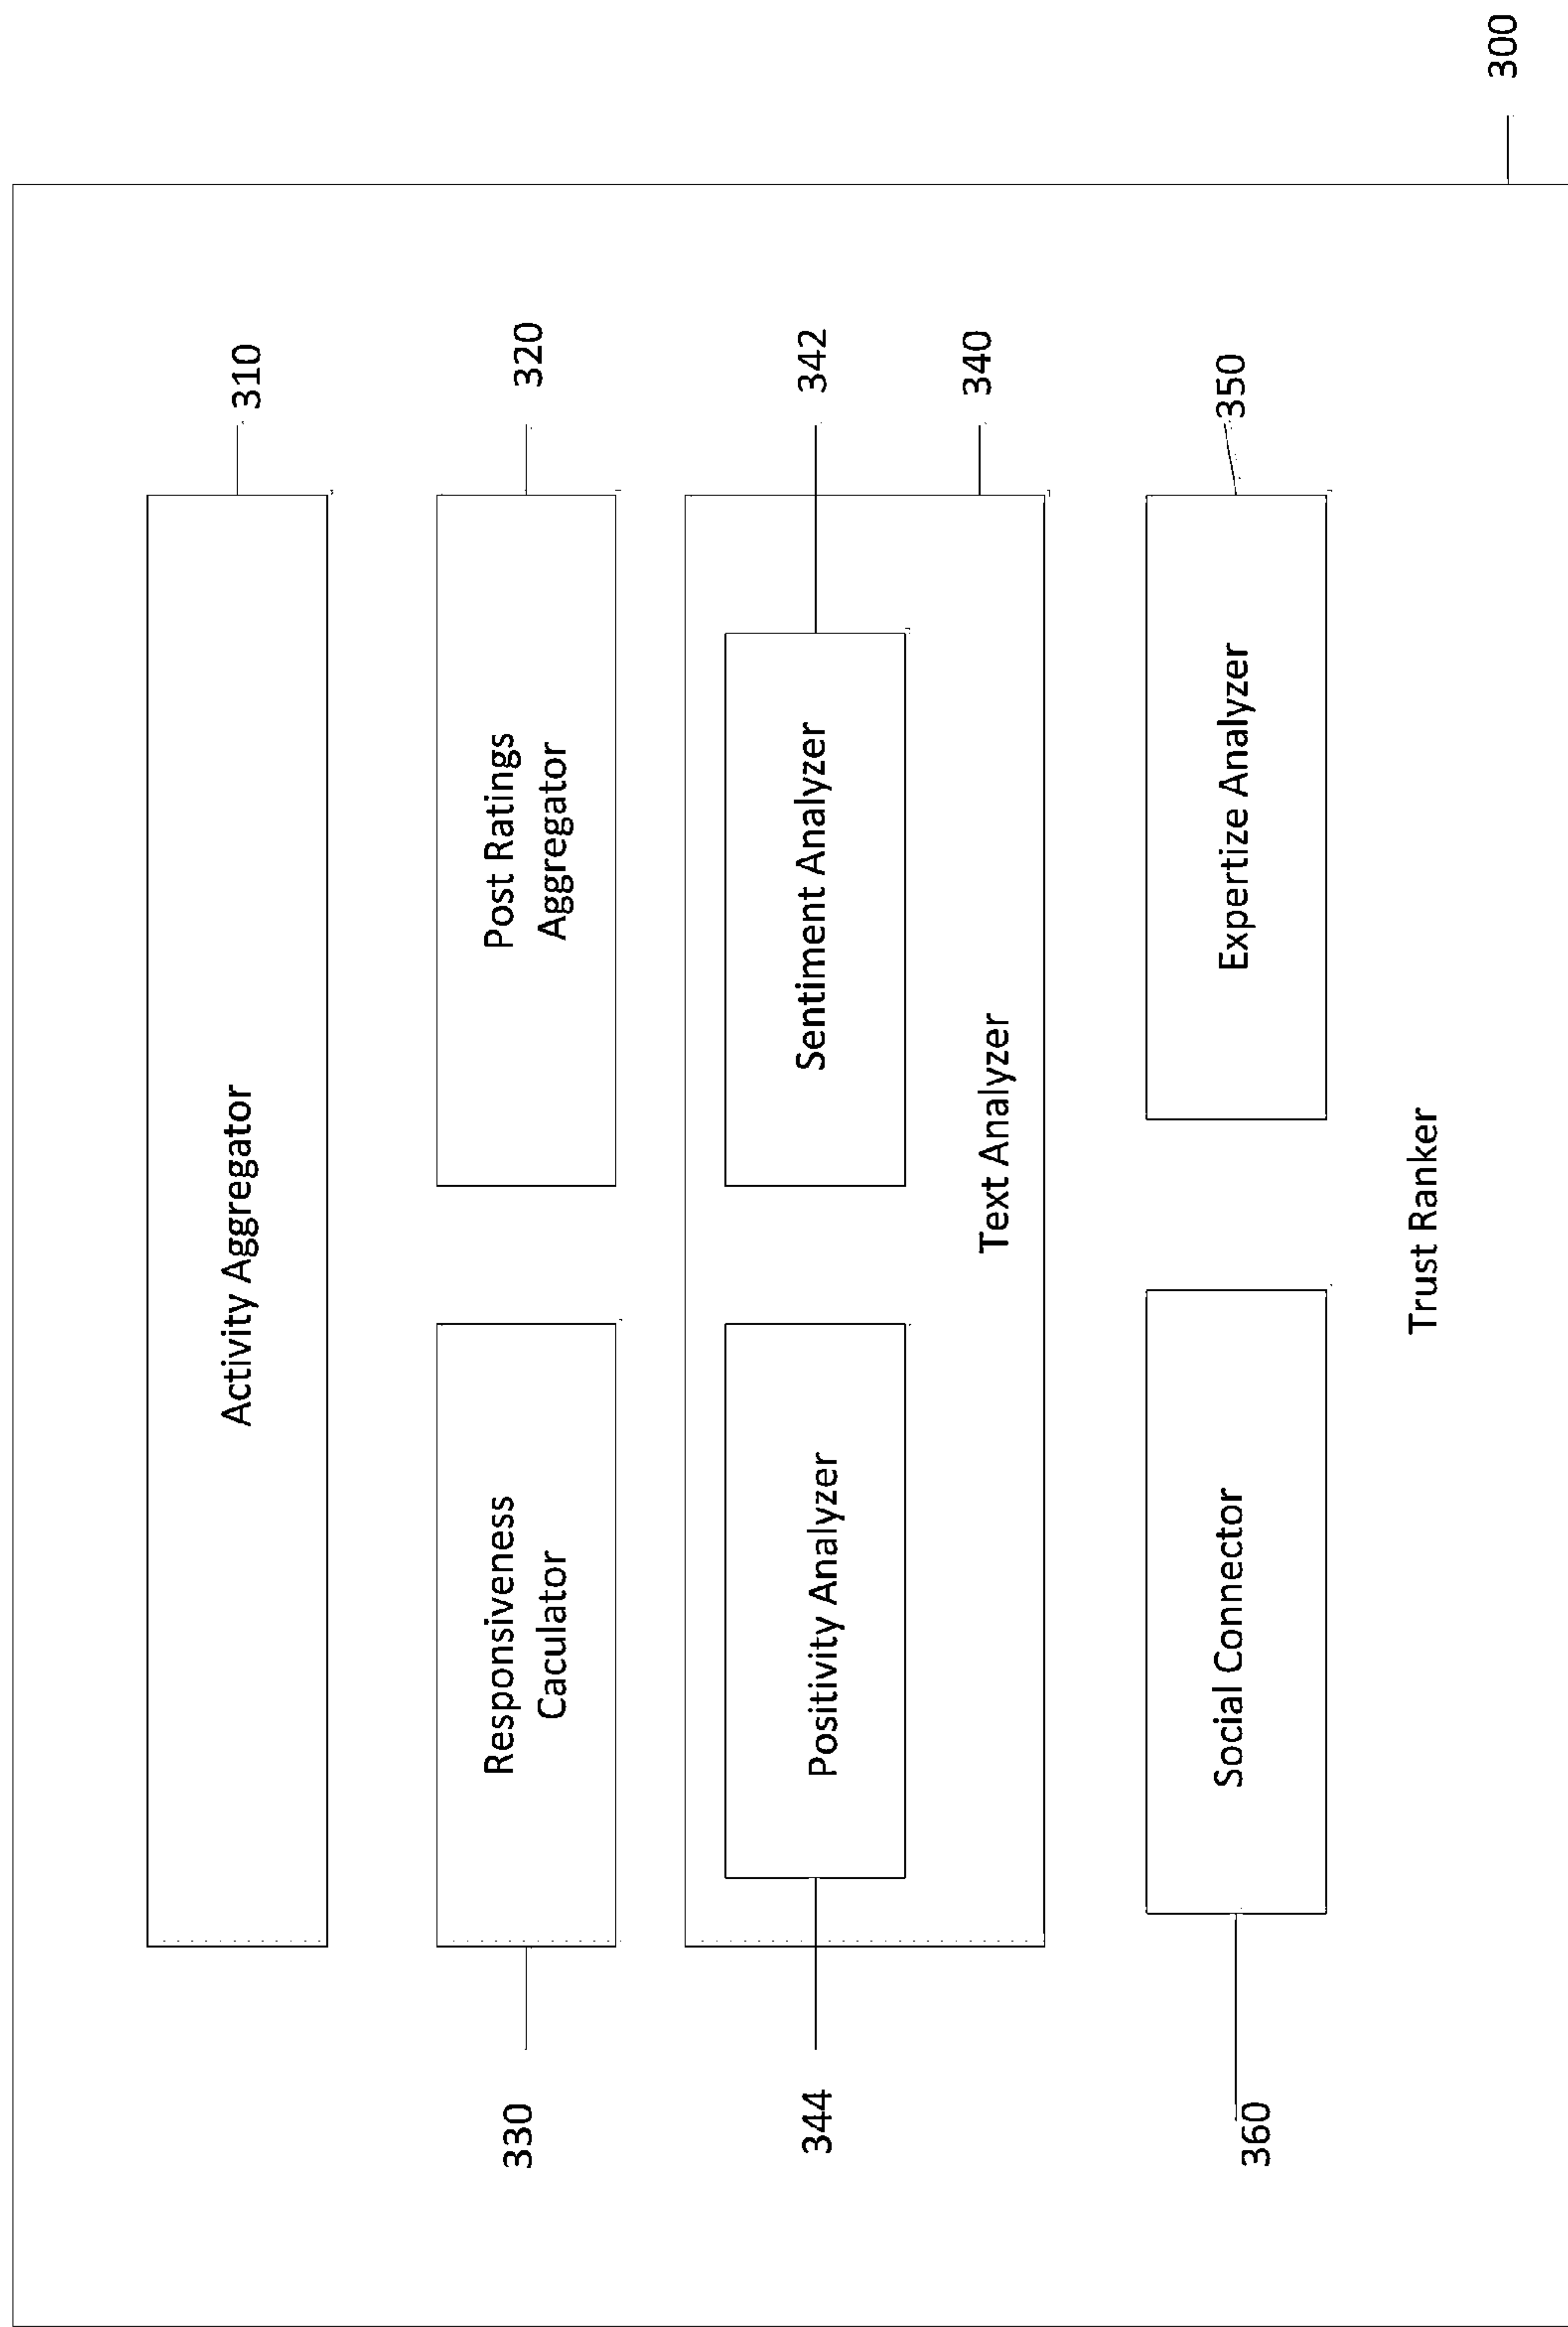 300
Activity Aggregator
310
330
Responsiveness
Caculator
Post Ratings
Aggregator
320
344
Positivity Analyzer
Sentiment Analyzer
342
Text Analyzer
340
360
Social Connector
Expertize Analyzer
350
Trust Ranker